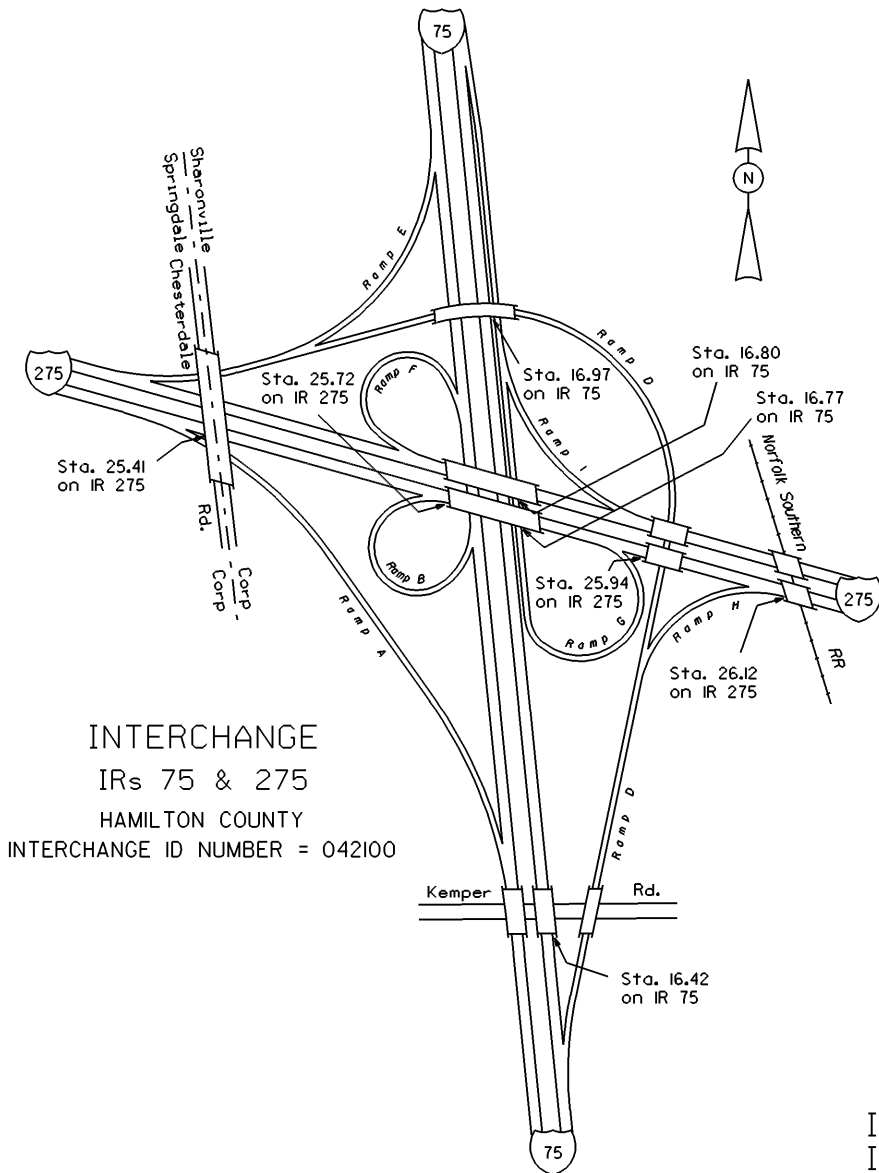 75
N
Sharonville
Springdale
Chesterdale
Ramp E
Ramp D
275
Sta. 25.72
on IR 275
Ramp F
Sta. 16.97
on IR 75
Sta. 16.80
on IR 75
Sta. 16.77
on IR 75
Ramp I
Norfolk Southern
Sta. 25.41
on IR 275
Rd.
Corp
Corp
Ramp B
Ramp A
Sta. 25.94
on IR 275
Ramp G
Ramp H
275
Sta. 26.12
on IR 275
RR
INTERCHANGE
IRs 75 & 275
HAMILTON COUNTY
INTERCHANGE ID NUMBER = 042100
Ramp D
Kemper Rd.
Sta. 16.42
on IR 75
75